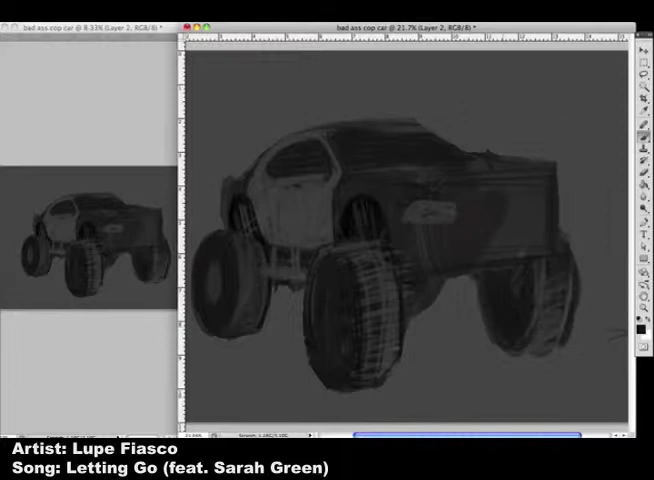 bad ass cop car @ 8.33% (Layer 2, RGB/8) *
bad ass cop car @ 21.7% (Layer 2, RGB/8) *
Artist: Lupe Fiasco
Song: Letting Go (feat. Sarah Green)